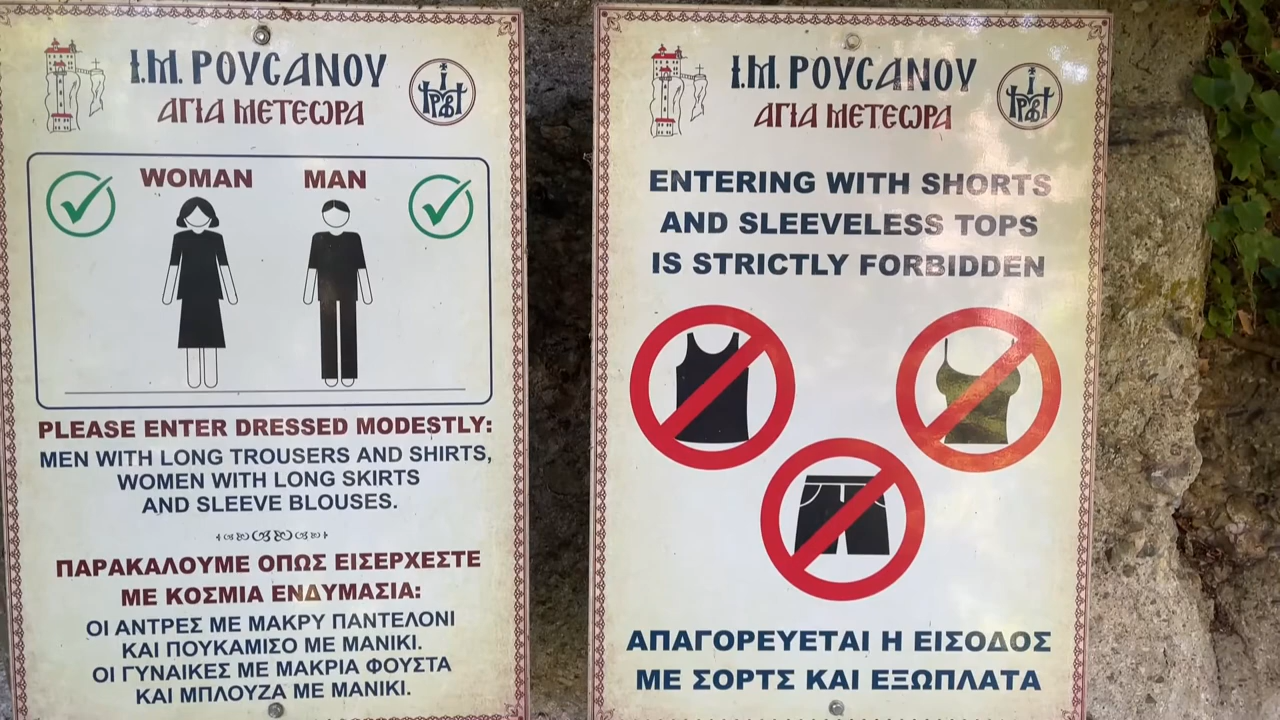 Ι.Μ. ΡΟΥCΑΝΟΥ
ΑΓΙΑ ΜΕΤΕΩΡΑ
WOMAN MAN
PLEASE ENTER DRESSED MODESTLY:
MEN WITH LONG TROUSERS AND SHIRTS,
WOMEN WITH LONG SKIRTS
AND SLEEVE BLOUSES.
ΠΑΡΑΚΑΛΟΥΜΕ ΟΠΩΣ ΕΙΣΕΡΧΕΣΤΕ
ΜΕ ΚΟΣΜΙΑ ΕΝΔΥΜΑΣΙΑ:
ΟΙ ΑΝΤΡΕΣ ΜΕ ΜΑΚΡΥ ΠΑΝΤΕΛΟΝΙ
ΚΑΙ ΠΟΥΚΑΜΙΣΟ ΜΕ ΜΑΝΙΚΙ.
ΟΙ ΓΥΝΑΙΚΕΣ ΜΕ ΜΑΚΡΙΑ ΦΟΥΣΤΑ
ΚΑΙ ΜΠΛΟΥΖΑ ΜΕ ΜΑΝΙΚΙ.
Ι.Μ. ΡΟΥCΑΝΟΥ
ΑΓΙΑ ΜΕΤΕΩΡΑ
ENTERING WITH SHORTS
AND SLEEVELESS TOPS
IS STRICTLY FORBIDDEN
ΑΠΑΓΟΡΕΥΕΤΑΙ Η ΕΙΣΟΔΟΣ
ΜΕ ΣΟΡΤΣ ΚΑΙ ΕΞΩΠΛΑΤΑ